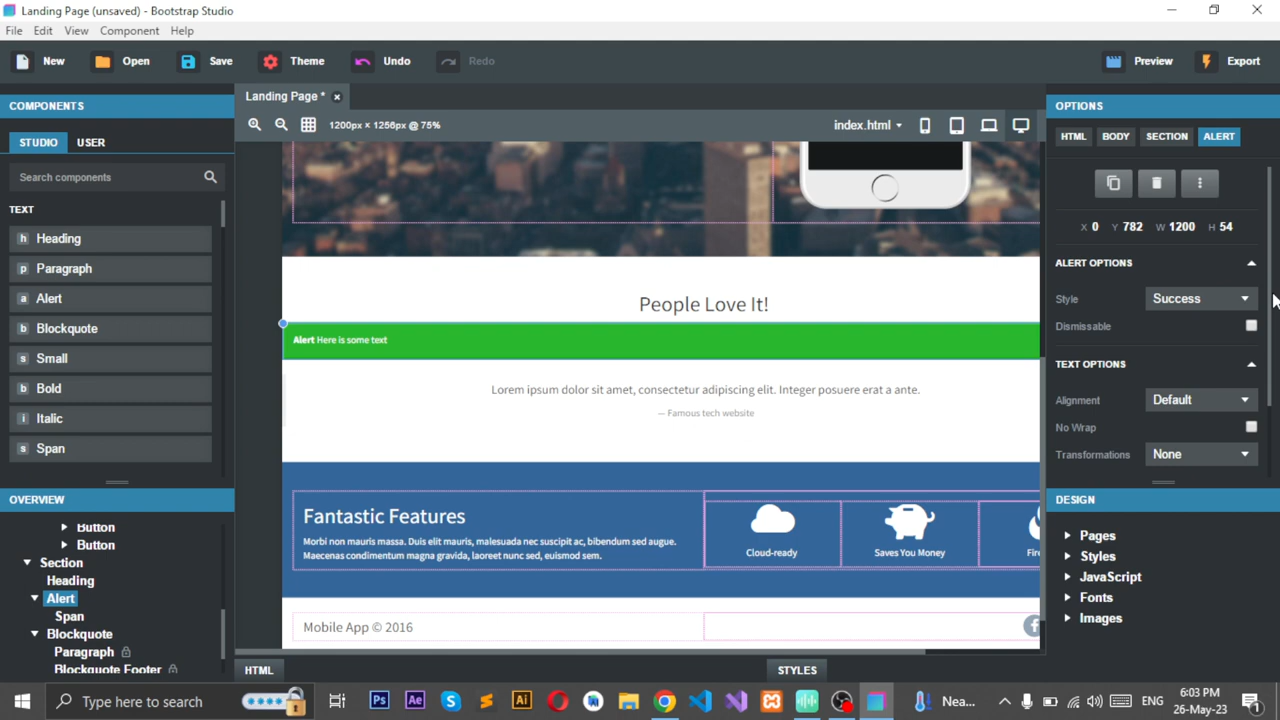 Landing Page (unsaved) - Bootstrap Studio
File Edit View Component Help
New Open Save Theme Undo Redo Preview Export
COMPONENTS
Landing Page *
OPTIONS
STUDIO USER
1200px × 1256px @ 75%
index.html
HTML BODY SECTION ALERT
Search components
TEXT
h Heading
p Paragraph
a Alert
b Blockquote
s Small
b Bold
i Italic
s Span
X 0 Y 782 W 1200 H 54
ALERT OPTIONS
Style Success
Dismissable
TEXT OPTIONS
Alignment Default
No Wrap
Transformations None
People Love It!
Alert Here is some text
Lorem ipsum dolor sit amet, consectetur adipiscing elit. Integer posuere erat a ante.
— Famous tech website
Fantastic Features
Morbi non mauris massa. Duis elit mauris, malesuada nec suscipit ac, bibendum sed augue.
Maecenas condimentum magna gravida, laoreet nunc sed, euismod sem.
Cloud-ready
Saves You Money
Fire
Mobile App © 2016
OVERVIEW
Button
Button
Section
Heading
Alert
Span
Blockquote
Paragraph
Blockquote Footer
DESIGN
Pages
Styles
JavaScript
Fonts
Images
HTML
STYLES
Type here to search
Ps Ae Ai
Nea...
ENG
6:03 PM
26-May-23
1